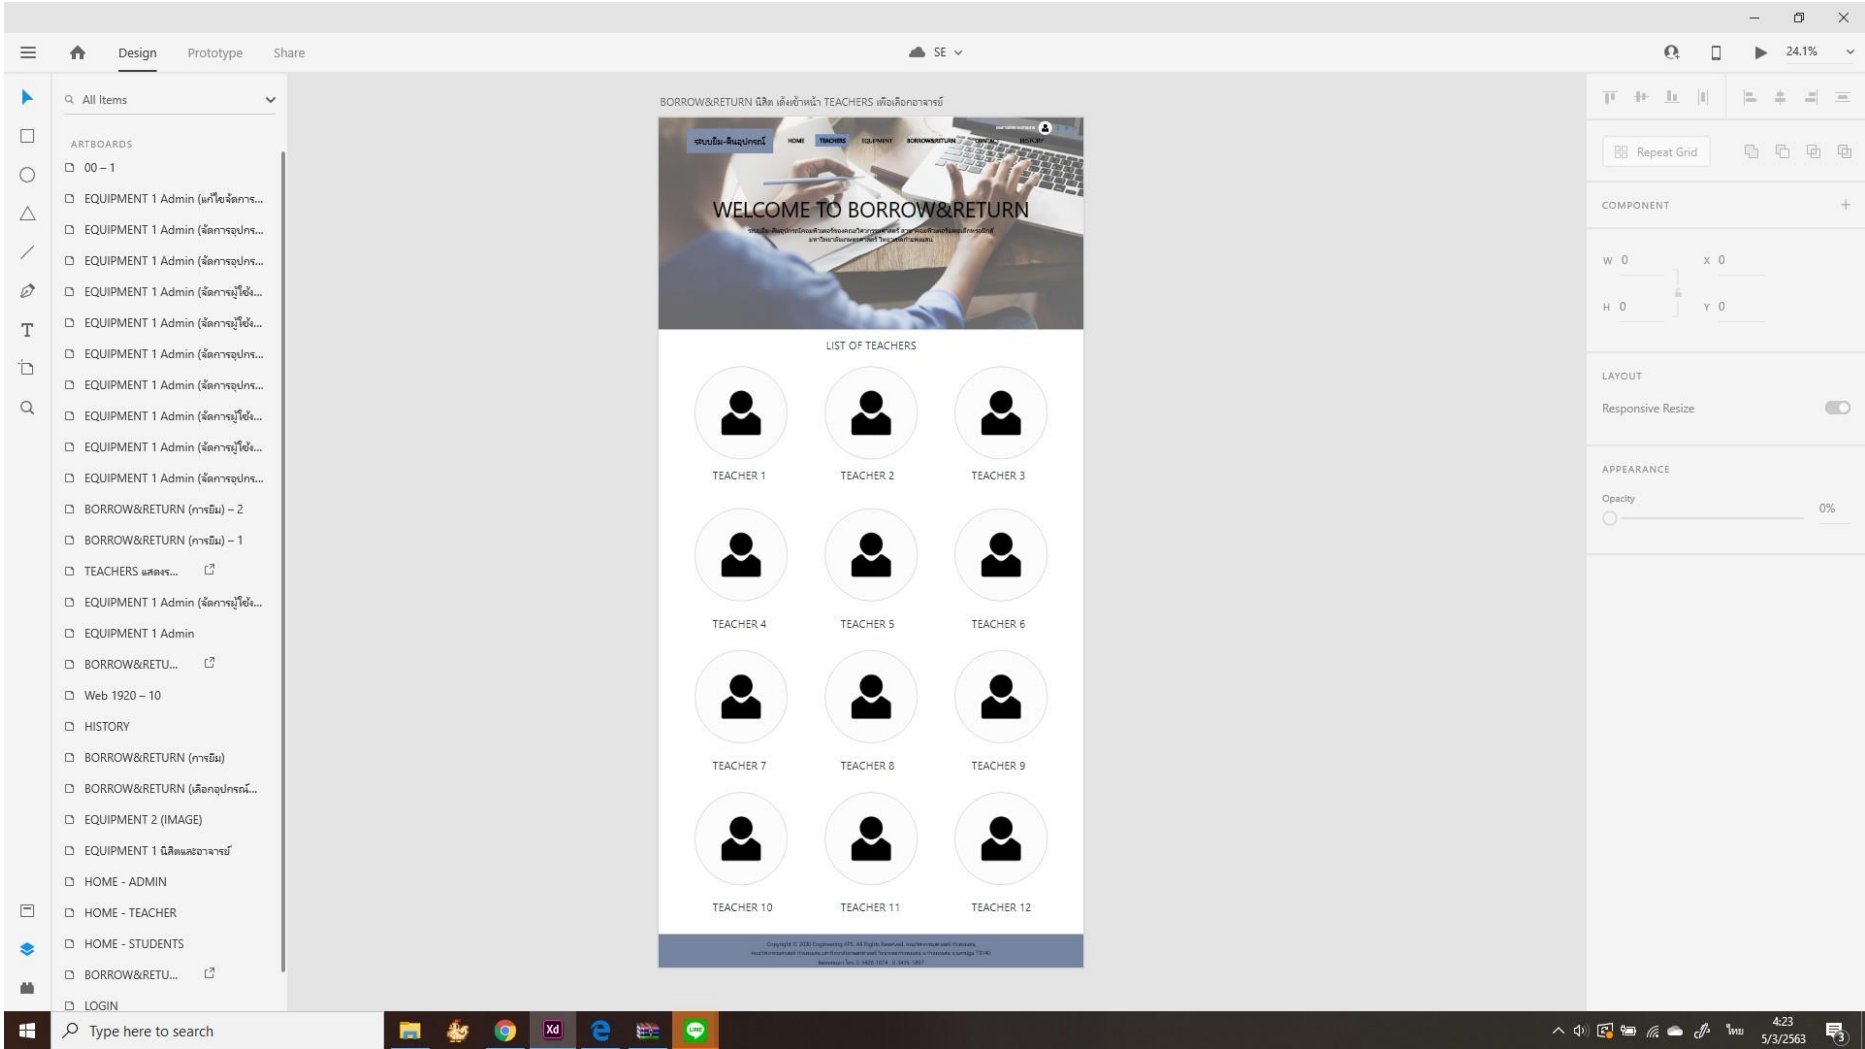 Design
Prototype
Share
SE
24.1%
All Items
ARTBOARDS
00 – 1
EQUIPMENT 1 Admin (แก้ไขจัดการ...
EQUIPMENT 1 Admin (จัดการอุปกร...
EQUIPMENT 1 Admin (จัดการอุปกร...
EQUIPMENT 1 Admin (จัดการผู้ใช้ง...
EQUIPMENT 1 Admin (จัดการผู้ใช้ง...
EQUIPMENT 1 Admin (จัดการอุปกร...
EQUIPMENT 1 Admin (จัดการอุปกร...
EQUIPMENT 1 Admin (จัดการผู้ใช้ง...
EQUIPMENT 1 Admin (จัดการผู้ใช้ง...
EQUIPMENT 1 Admin (จัดการอุปกร...
BORROW&RETURN (การยืม) – 2
BORROW&RETURN (การยืม) – 1
TEACHERS แสดงร...
EQUIPMENT 1 Admin (จัดการผู้ใช้ง...
EQUIPMENT 1 Admin
BORROW&RETU...
Web 1920 – 10
HISTORY
BORROW&RETURN (การยืม)
BORROW&RETURN (เลือกอุปกรณ์...
EQUIPMENT 2 (IMAGE)
EQUIPMENT 1 นิสิตและอาจารย์
HOME - ADMIN
HOME - TEACHER
HOME - STUDENTS
BORROW&RETU...
LOGIN
BORROW&RETURN นิสิต เด้งเข้าหน้า TEACHERS เพื่อเลือกอาจารย์
ระบบยืม-คืนอุปกรณ์
HOME
TEACHERS
EQUIPMENT
BORROW&RETURN
CONTACT
HISTORY
WELCOME TO BORROW&RETURN
LIST OF TEACHERS
TEACHER 1
TEACHER 2
TEACHER 3
TEACHER 4
TEACHER 5
TEACHER 6
TEACHER 7
TEACHER 8
TEACHER 9
TEACHER 10
TEACHER 11
TEACHER 12
Copyright © 2020 Engineering KPS. All Rights Reserved.
Repeat Grid
COMPONENT
W 0
X 0
H 0
Y 0
LAYOUT
Responsive Resize
APPEARANCE
Opacity
0%
Type here to search
Xd
LINE
ไทย
4:23
5/3/2563
3